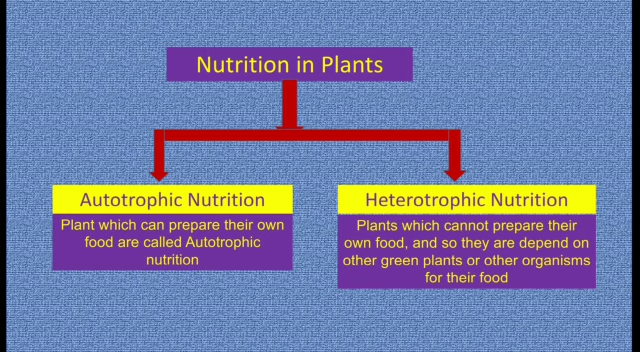 Nutrition in Plants
Autotrophic Nutrition
Plant which can prepare their own
food are called Autotrophic
nutrition
Heterotrophic Nutrition
Plants which cannot prepare their
own food, and so they are depend on
other green plants or other organisms
for their food